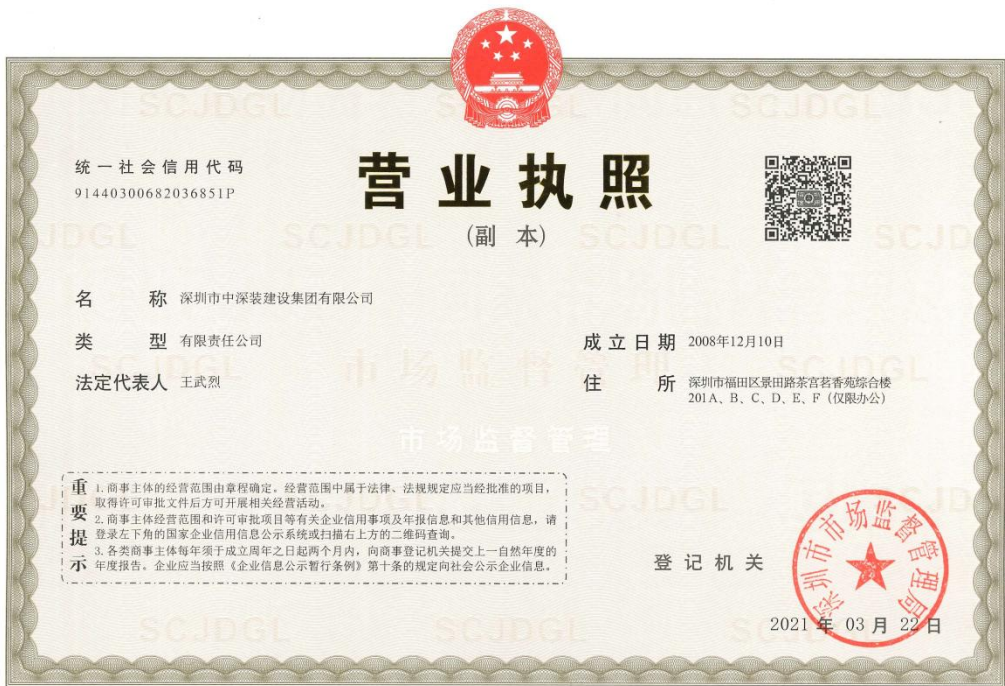 统一社会信用代码
91440300682036851P
营业执照
(副 本)
名 称 深圳市中深装建设集团有限公司
类 型 有限责任公司
法定代表人 王武烈
成立日期 2008年12月10日
住 所 深圳市福田区景田路茶宫茗香苑综合楼
201A、B、C、D、E、F（仅限办公）
重要提示
1.商事主体的经营范围由章程确定。经营范围中属于法律、法规规定应当经批准的项目，
取得许可审批文件后方可开展相关经营活动。
2.商事主体经营范围和许可审批项目等有关企业信用事项及年报信息和其他信用信息，请
登录左下角的国家企业信用信息公示系统或扫描右上方的二维码查询。
3.各类商事主体每年须于成立周年之日起两个月内，向商事登记机关提交上一自然年度的
年度报告。企业应当按照《企业信息公示暂行条例》第十条的规定向社会公示企业信息。
登记机关
深圳市市场监督管理局
2021 年 03 月 22 日
SCJDGL
市场监督管理
市场监督管理